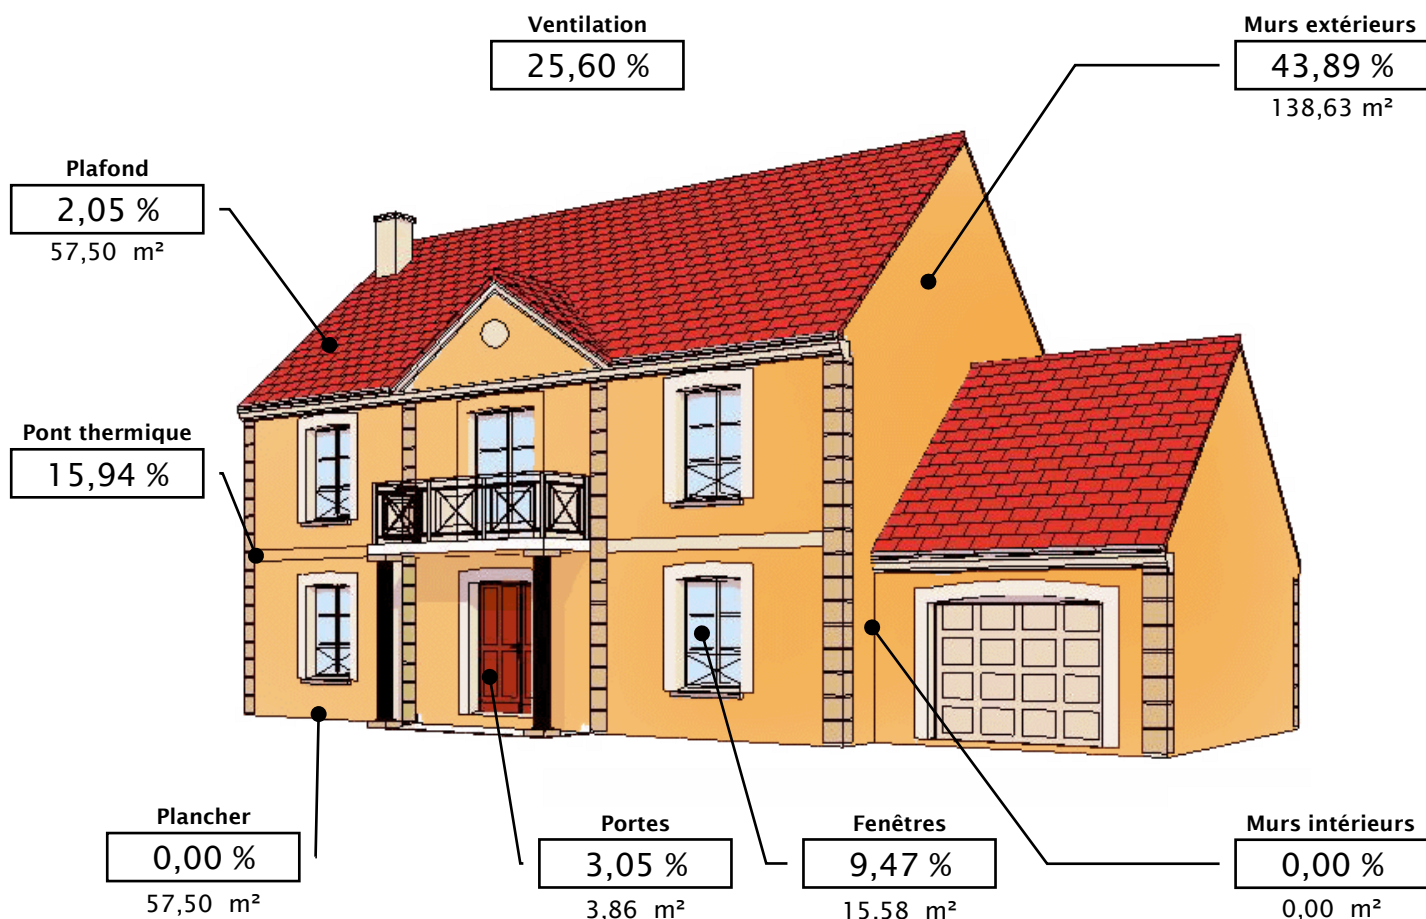 Ventilation
25,60 %
Murs extérieurs
43,89 %
138,63 m²
Plafond
2,05 %
57,50 m²
Pont thermique
15,94 %
Plancher
0,00 %
57,50 m²
Portes
3,05 %
3,86 m²
Fenêtres
9,47 %
15,58 m²
Murs intérieurs
0,00 %
0,00 m²